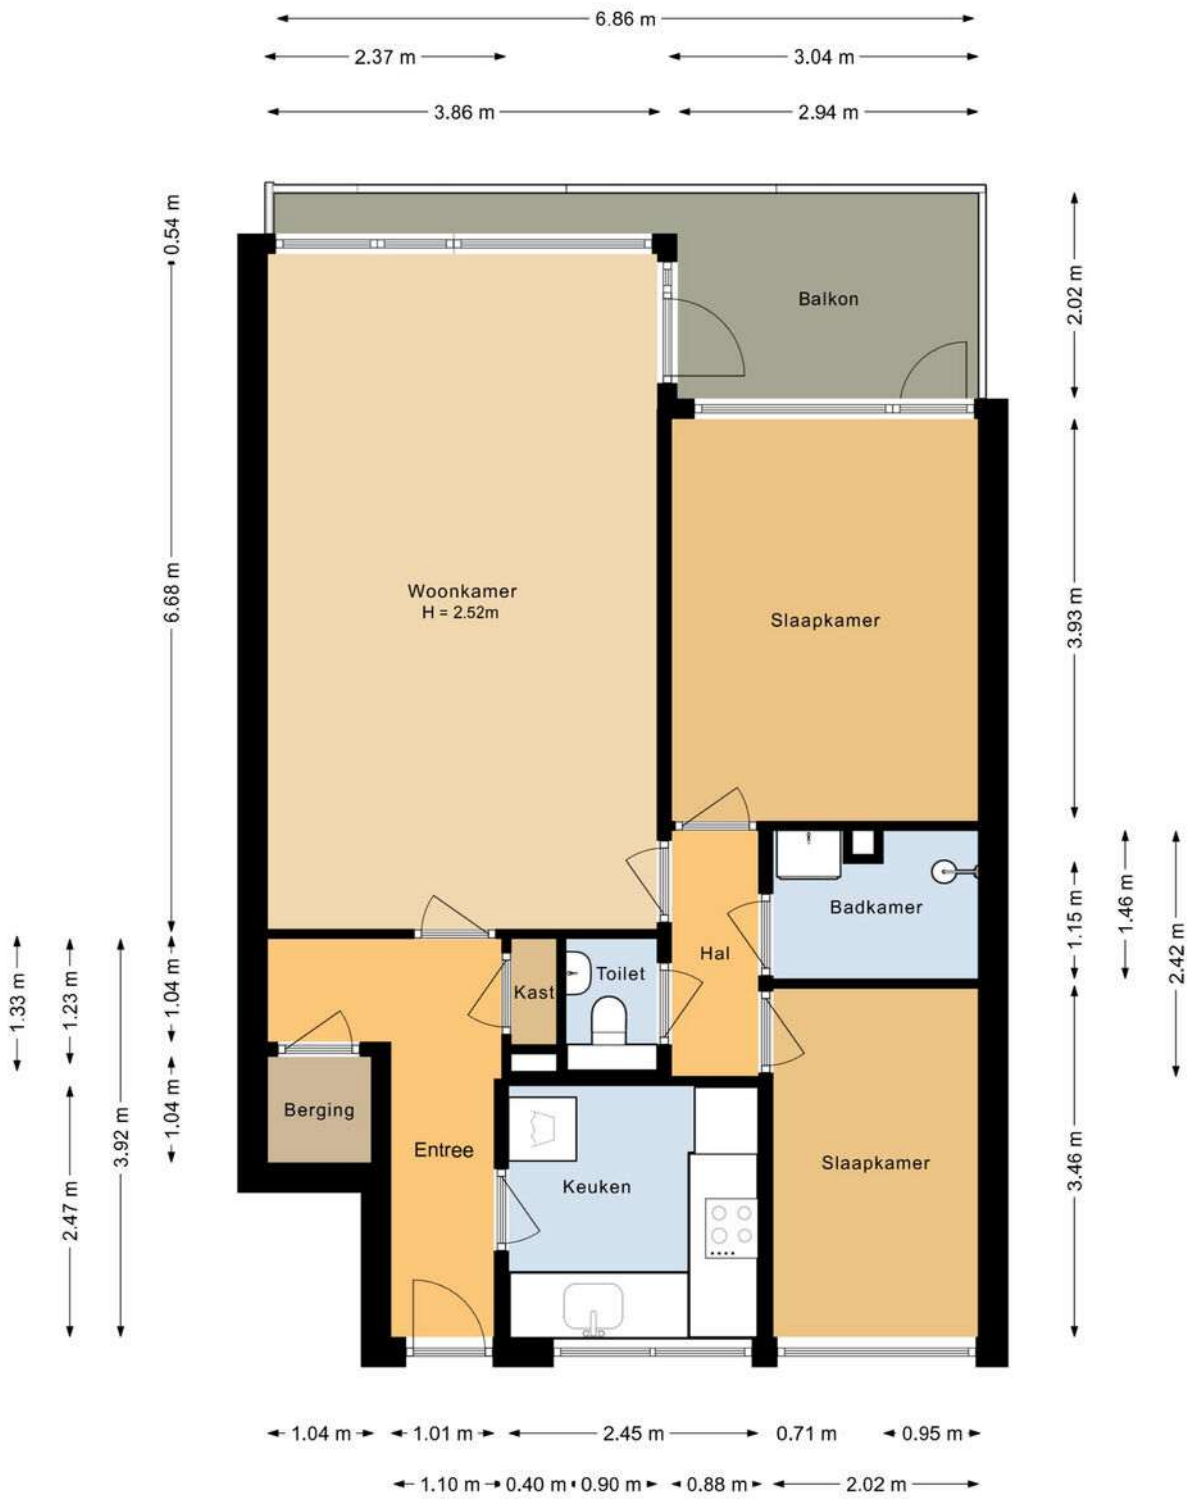 6.86 m
2.37 m
3.04 m
3.86 m
2.94 m
0.54 m
2.02 m
Balkon
6.68 m
Woonkamer
H = 2.52m
Slaapkamer
3.93 m
Badkamer
1.15 m
1.46 m
2.42 m
Hal
Toilet
Kast
1.33 m
1.23 m
1.04 m
Berging
1.04 m
3.92 m
2.47 m
Entree
Keuken
Slaapkamer
3.46 m
1.04 m
1.01 m
2.45 m
0.71 m
0.95 m
1.10 m
0.40 m
0.90 m
0.88 m
2.02 m